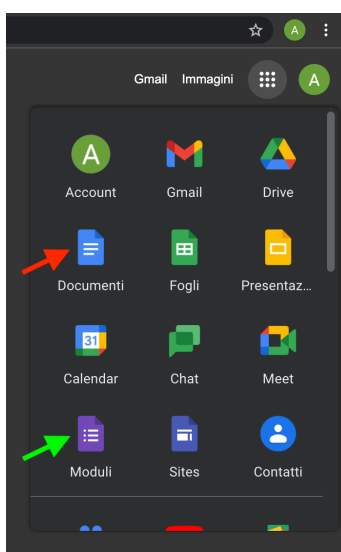 A
Gmail Immagini A
A
Account Gmail Drive
Documenti Fogli Presentaz...
31
Calendar Chat Meet
Moduli Sites Contatti